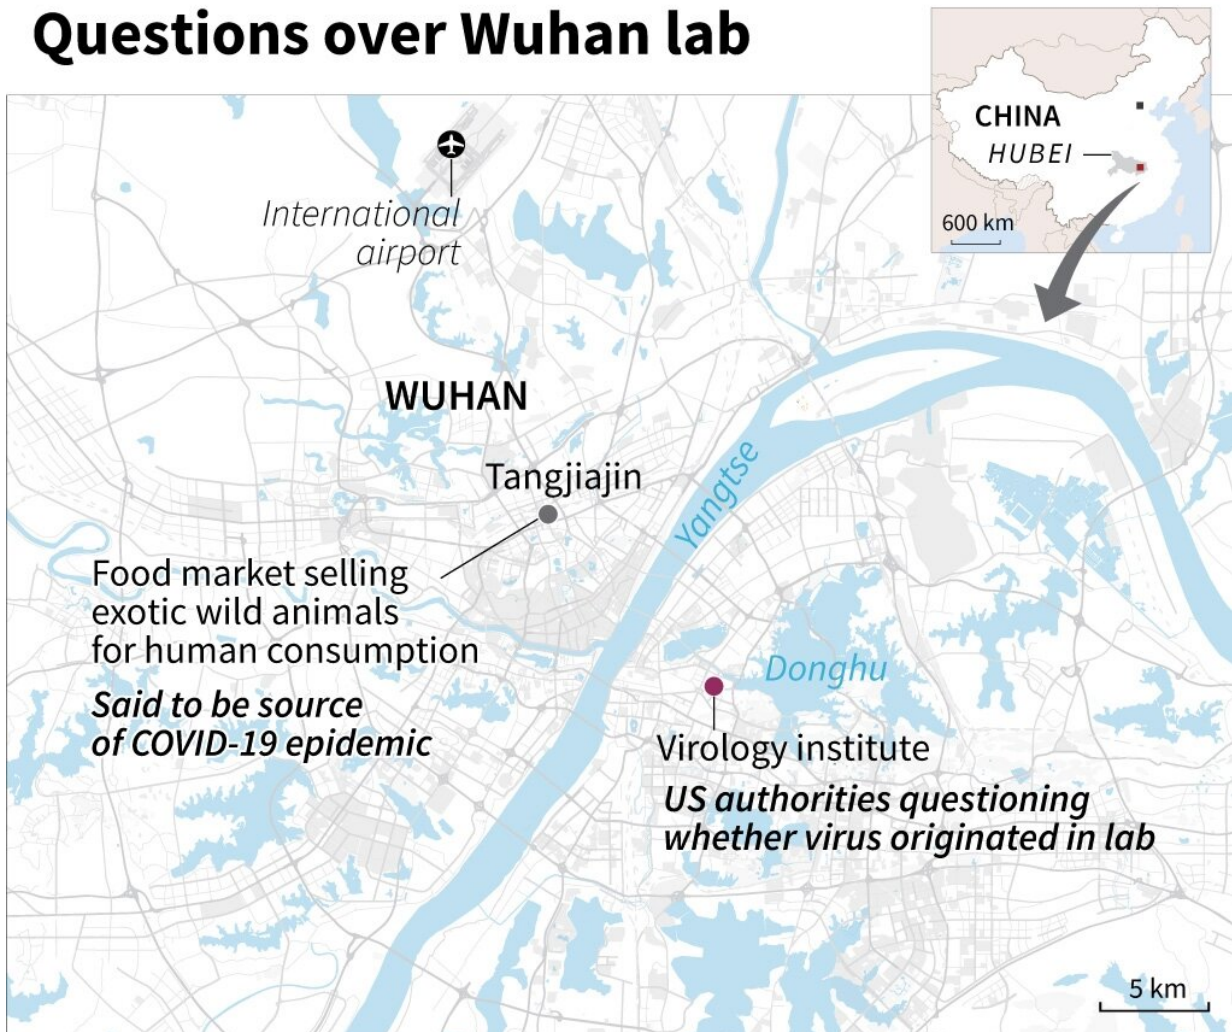 Questions over Wuhan lab
CHINA
HUBEI
600 km
International
airport
WUHAN
Tangjiajin
Yangtse
Food market selling
exotic wild animals
for human consumption
Said to be source
of COVID-19 epidemic
Donghu
Virology institute
US authorities questioning
whether virus originated in lab
5 km